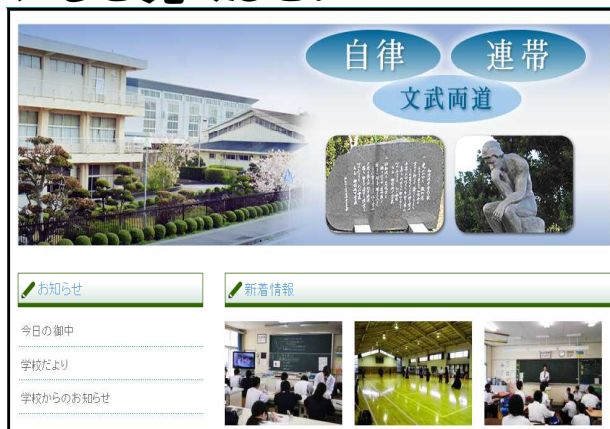 自律 連帯
文武両道
お知らせ
新着情報
今日の御中
学校だより
学校からのお知らせ